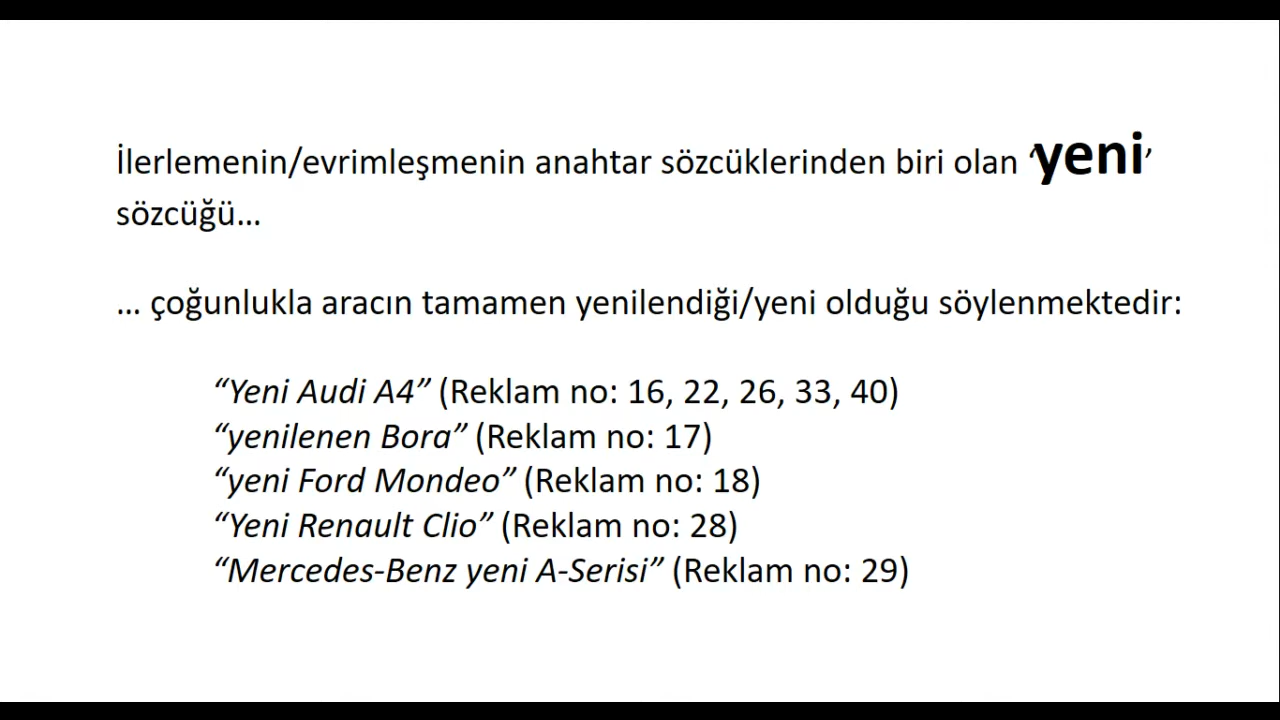 İlerlemenin/evrimleşmenin anahtar sözcüklerinden biri olan ‘yeni’
sözcüğü…
… çoğunlukla aracın tamamen yenilendiği/yeni olduğu söylenmektedir:
“Yeni Audi A4” (Reklam no: 16, 22, 26, 33, 40)
“yenilenen Bora” (Reklam no: 17)
“yeni Ford Mondeo” (Reklam no: 18)
“Yeni Renault Clio” (Reklam no: 28)
“Mercedes-Benz yeni A-Serisi” (Reklam no: 29)